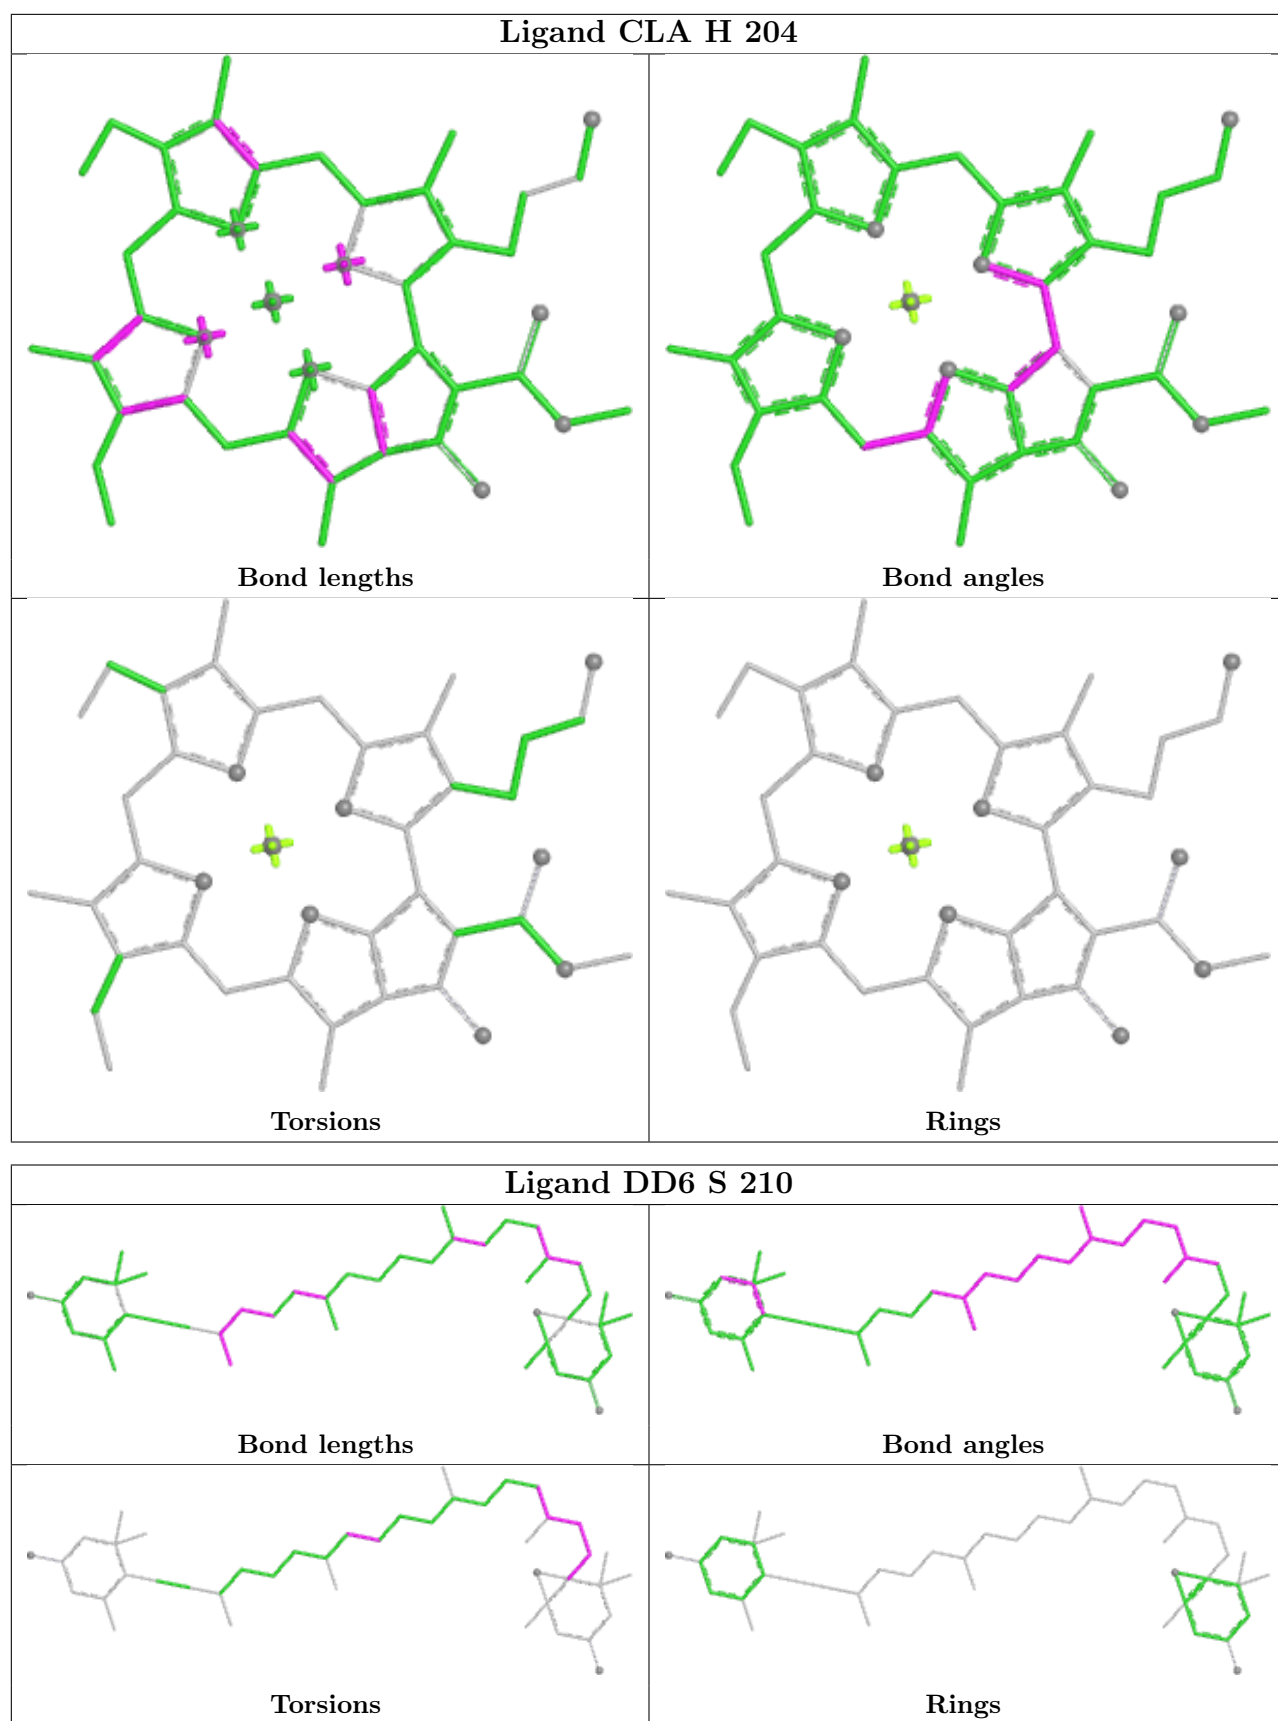 Ligand CLA H 204
Bond lengths
Bond angles
Torsions
Rings
Ligand DD6 S 210
Bond lengths
Bond angles
Torsions
Rings